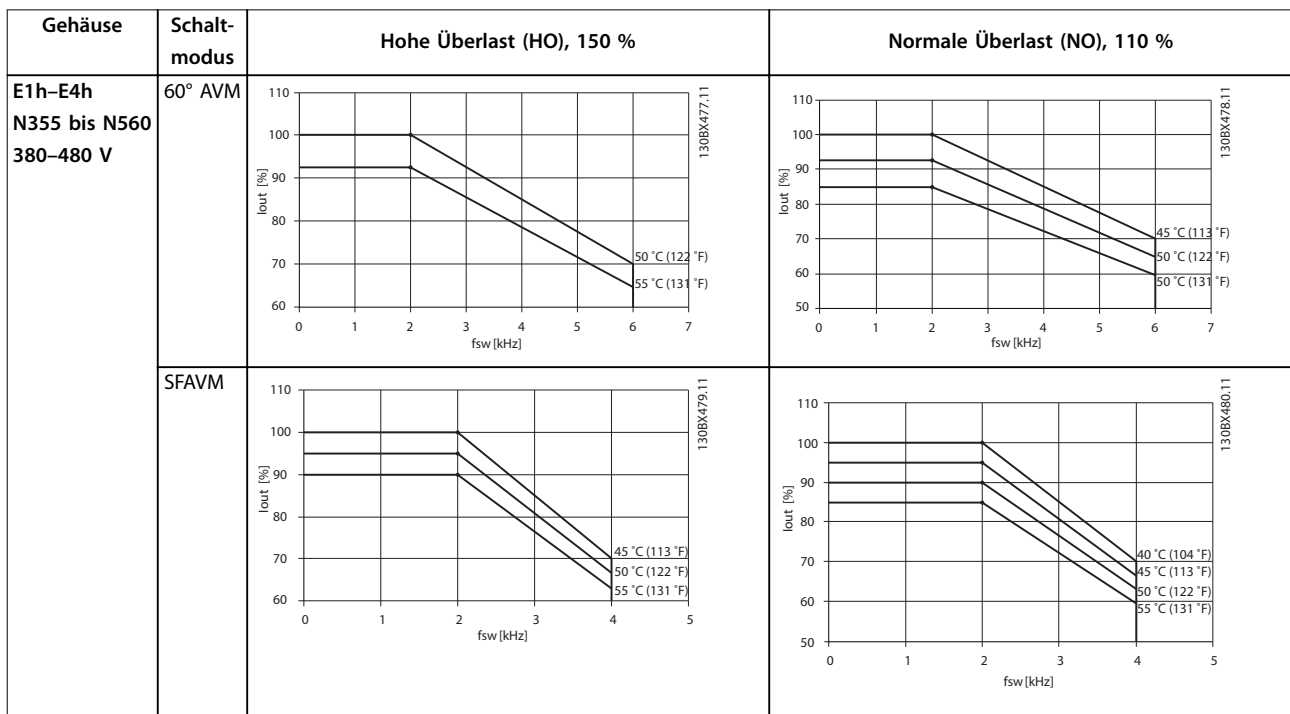 Gehäuse
Schalt-
modus
Hohe Überlast (HO), 150 %
Normale Überlast (NO), 110 %
E1h–E4h
N355 bis N560
380–480 V
60° AVM
110
100
90
80
70
60
Iout [%]
0 1 2 3 4 5 6 7
fsw [kHz]
50 ˚C (122 ˚F)
55 ˚C (131 ˚F)
130BX477.11
110
100
90
80
70
60
50
Iout [%]
0 1 2 3 4 5 6 7
fsw [kHz]
45 ˚C (113 ˚F)
50 ˚C (122 ˚F)
50 ˚C (131 ˚F)
130BX478.11
SFAVM
110
100
90
80
70
60
Iout [%]
0 1 2 3 4 5
fsw [kHz]
45 ˚C (113 ˚F)
50 ˚C (122 ˚F)
55 ˚C (131 ˚F)
130BX479.11
110
100
90
80
70
60
50
Iout [%]
0 1 2 3 4 5
fsw [kHz]
40 ˚C (104 ˚F)
45 ˚C (113 ˚F)
50 ˚C (122 ˚F)
55 ˚C (131 ˚F)
130BX480.11